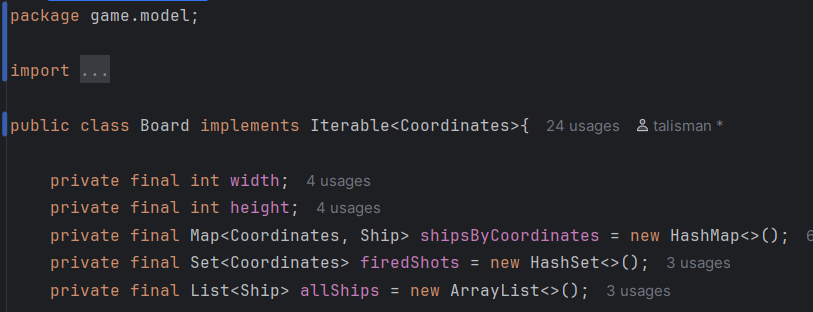 package game.model;
import ...
public class Board implements Iterable<Coordinates>{ 24 usages talisman *
private final int width; 4 usages
private final int height; 4 usages
private final Map<Coordinates, Ship> shipsByCoordinates = new HashMap<>();
private final Set<Coordinates> firedShots = new HashSet<>(); 3 usages
private final List<Ship> allShips = new ArrayList<>(); 3 usages